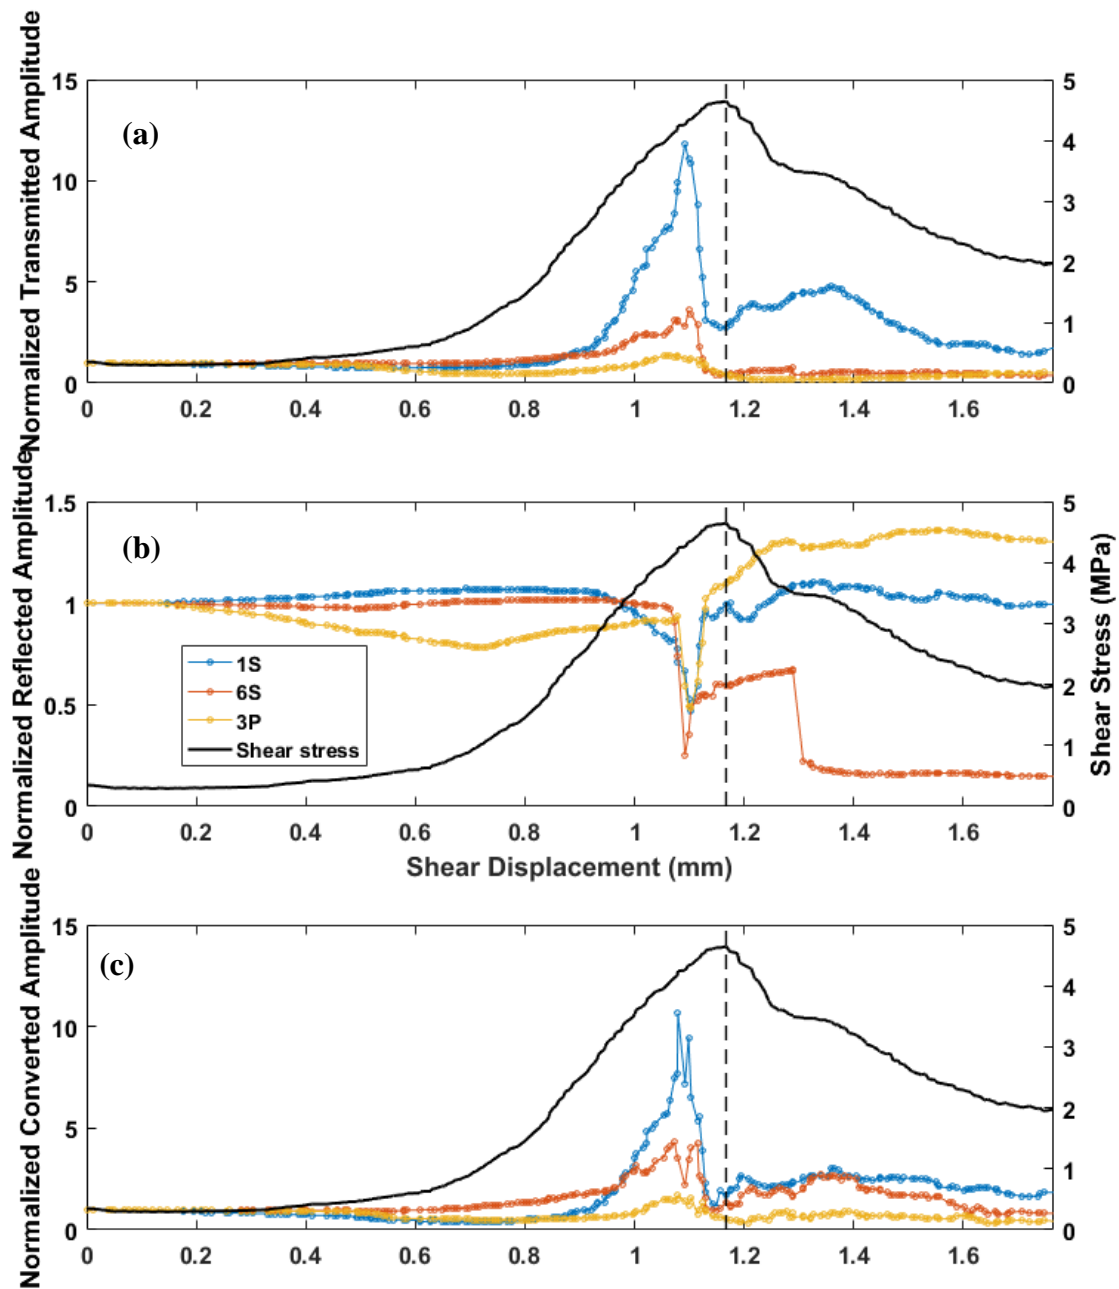 Normalized Transmitted Amplitude
(a)
15
10
5
0
5
4
3
2
1
0
0 0.2 0.4 0.6 0.8 1 1.2 1.4 1.6
Normalized Reflected Amplitude
(b)
1.5
1
0.5
0
1S
6S
3P
Shear stress
5
4
3
2
1
0
Shear Stress (MPa)
0 0.2 0.4 0.6 0.8 1 1.2 1.4 1.6
Shear Displacement (mm)
Normalized Converted Amplitude
(c)
15
10
5
0
5
4
3
2
1
0
0 0.2 0.4 0.6 0.8 1 1.2 1.4 1.6